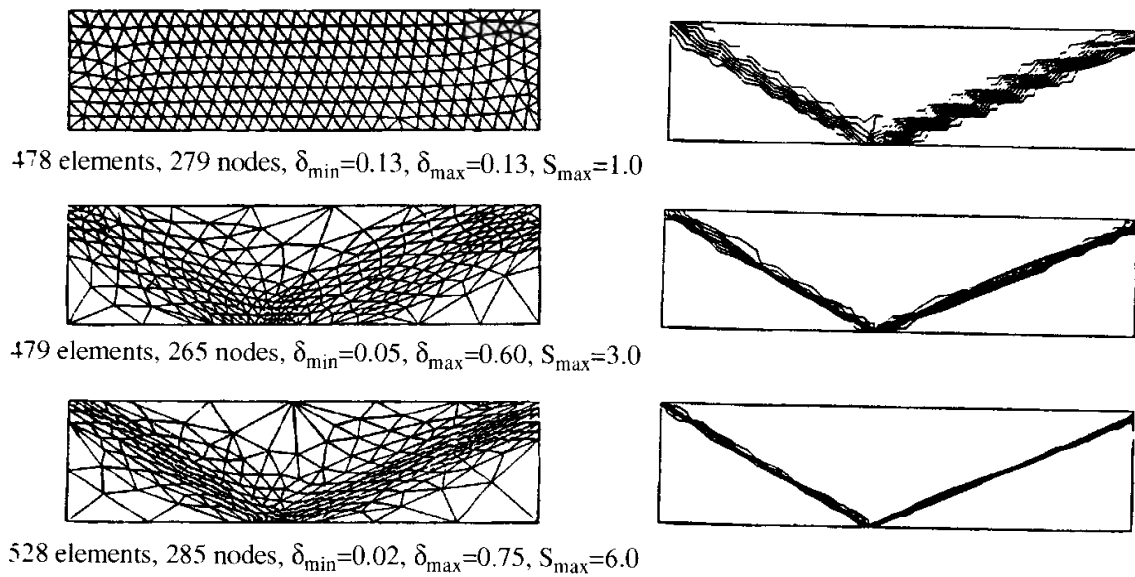 478 elements, 279 nodes, δmin=0.13, δmax=0.13, Smax=1.0
479 elements, 265 nodes, δmin=0.05, δmax=0.60, Smax=3.0
528 elements, 285 nodes, δmin=0.02, δmax=0.75, Smax=6.0